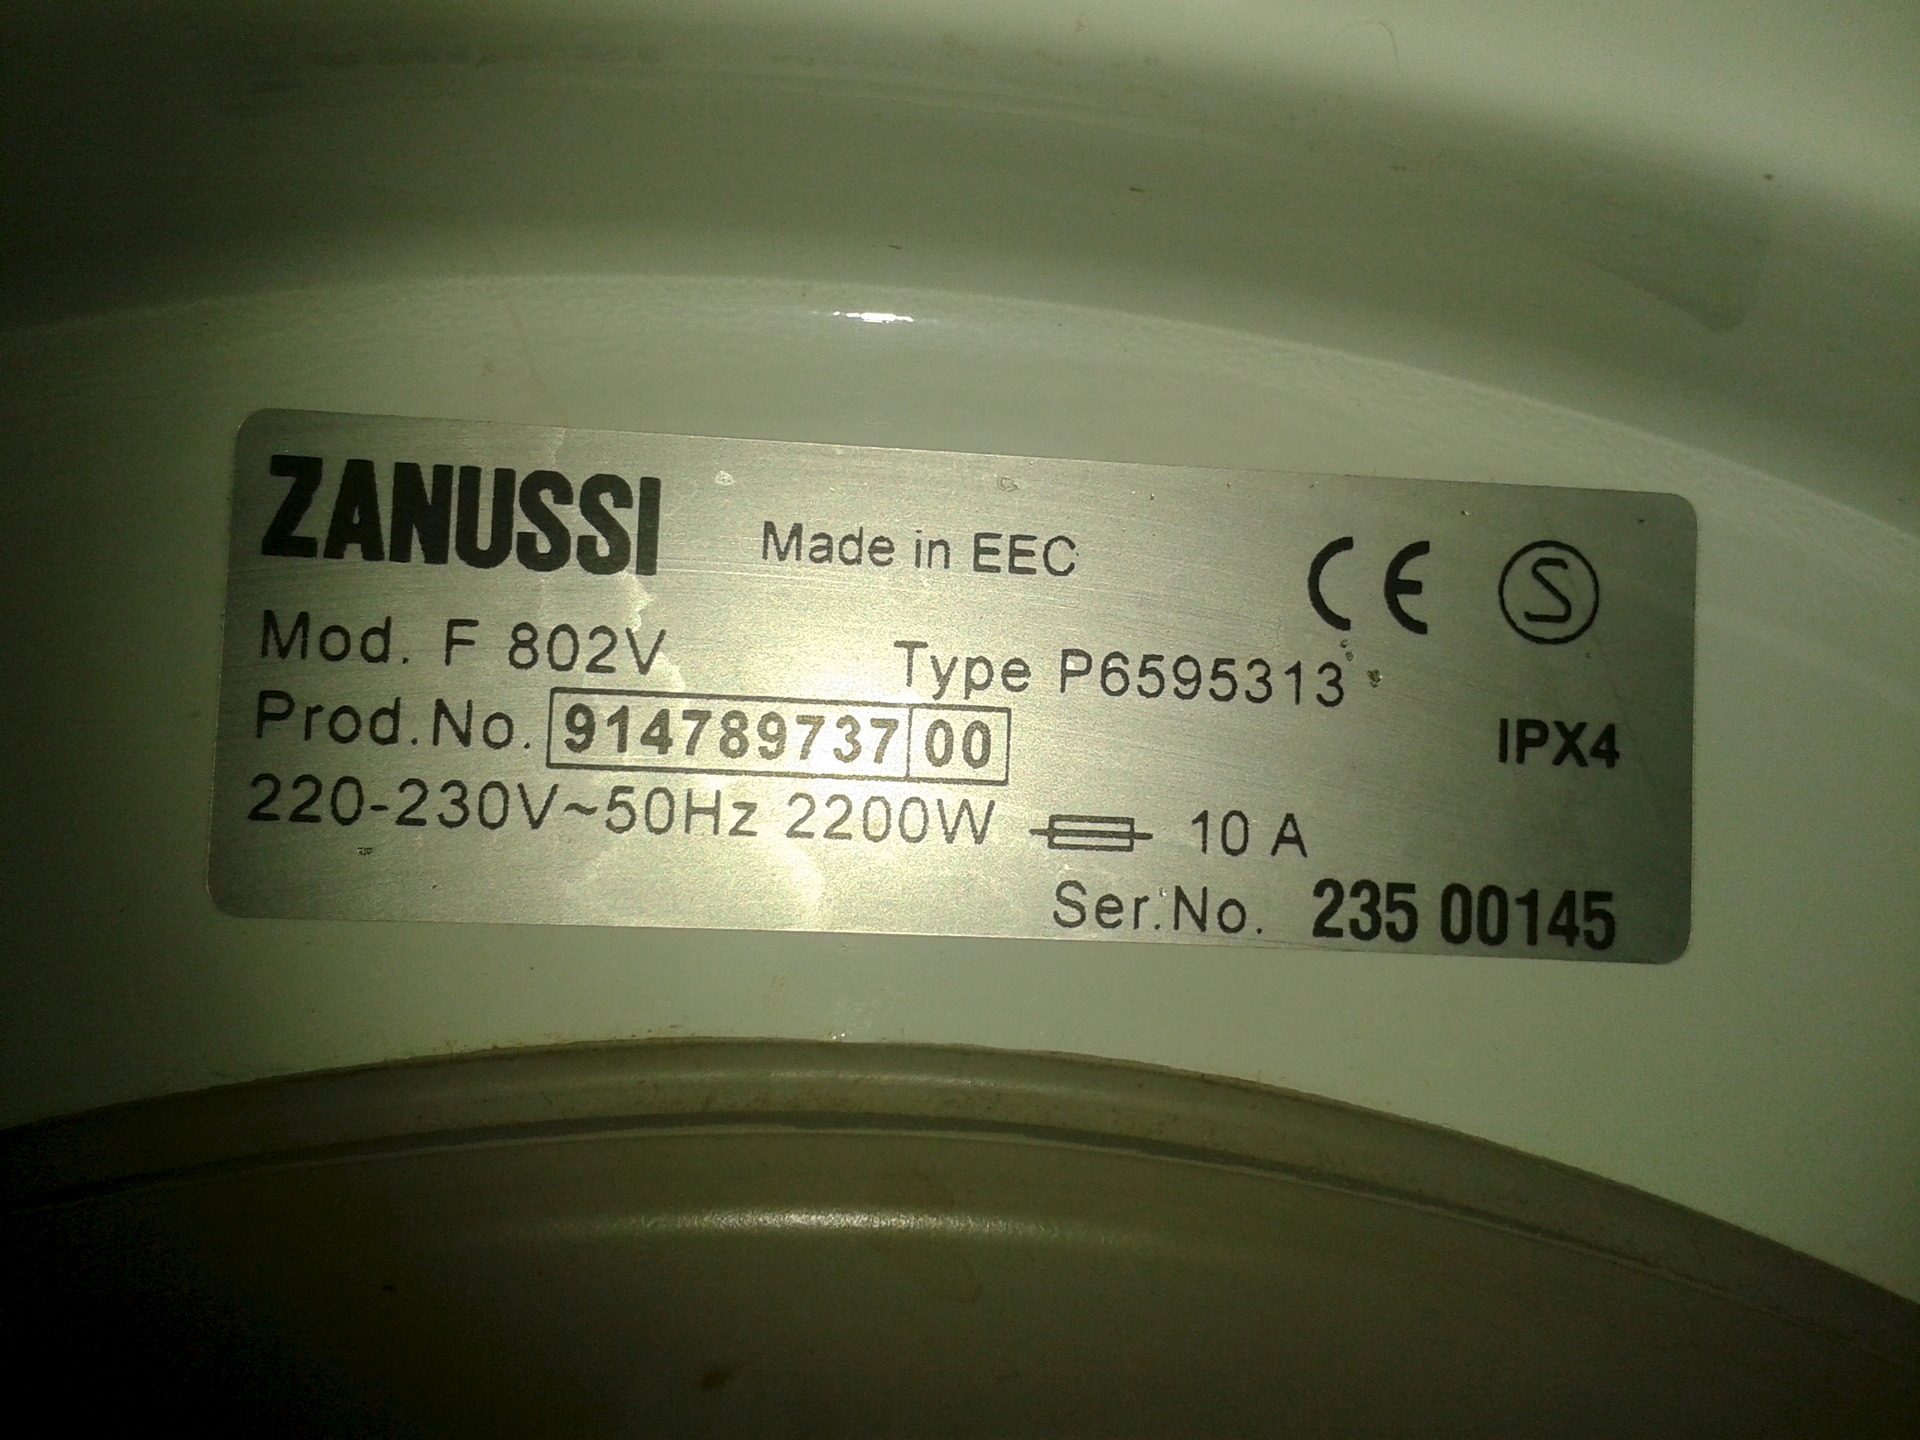 ZANUSSI Made in EEC CE S
Mod. F 802V Type P6595313
Prod.No. 914789737 00 IPX4
220-230V~50Hz 2200W 10 A
Ser.No. 235 00145